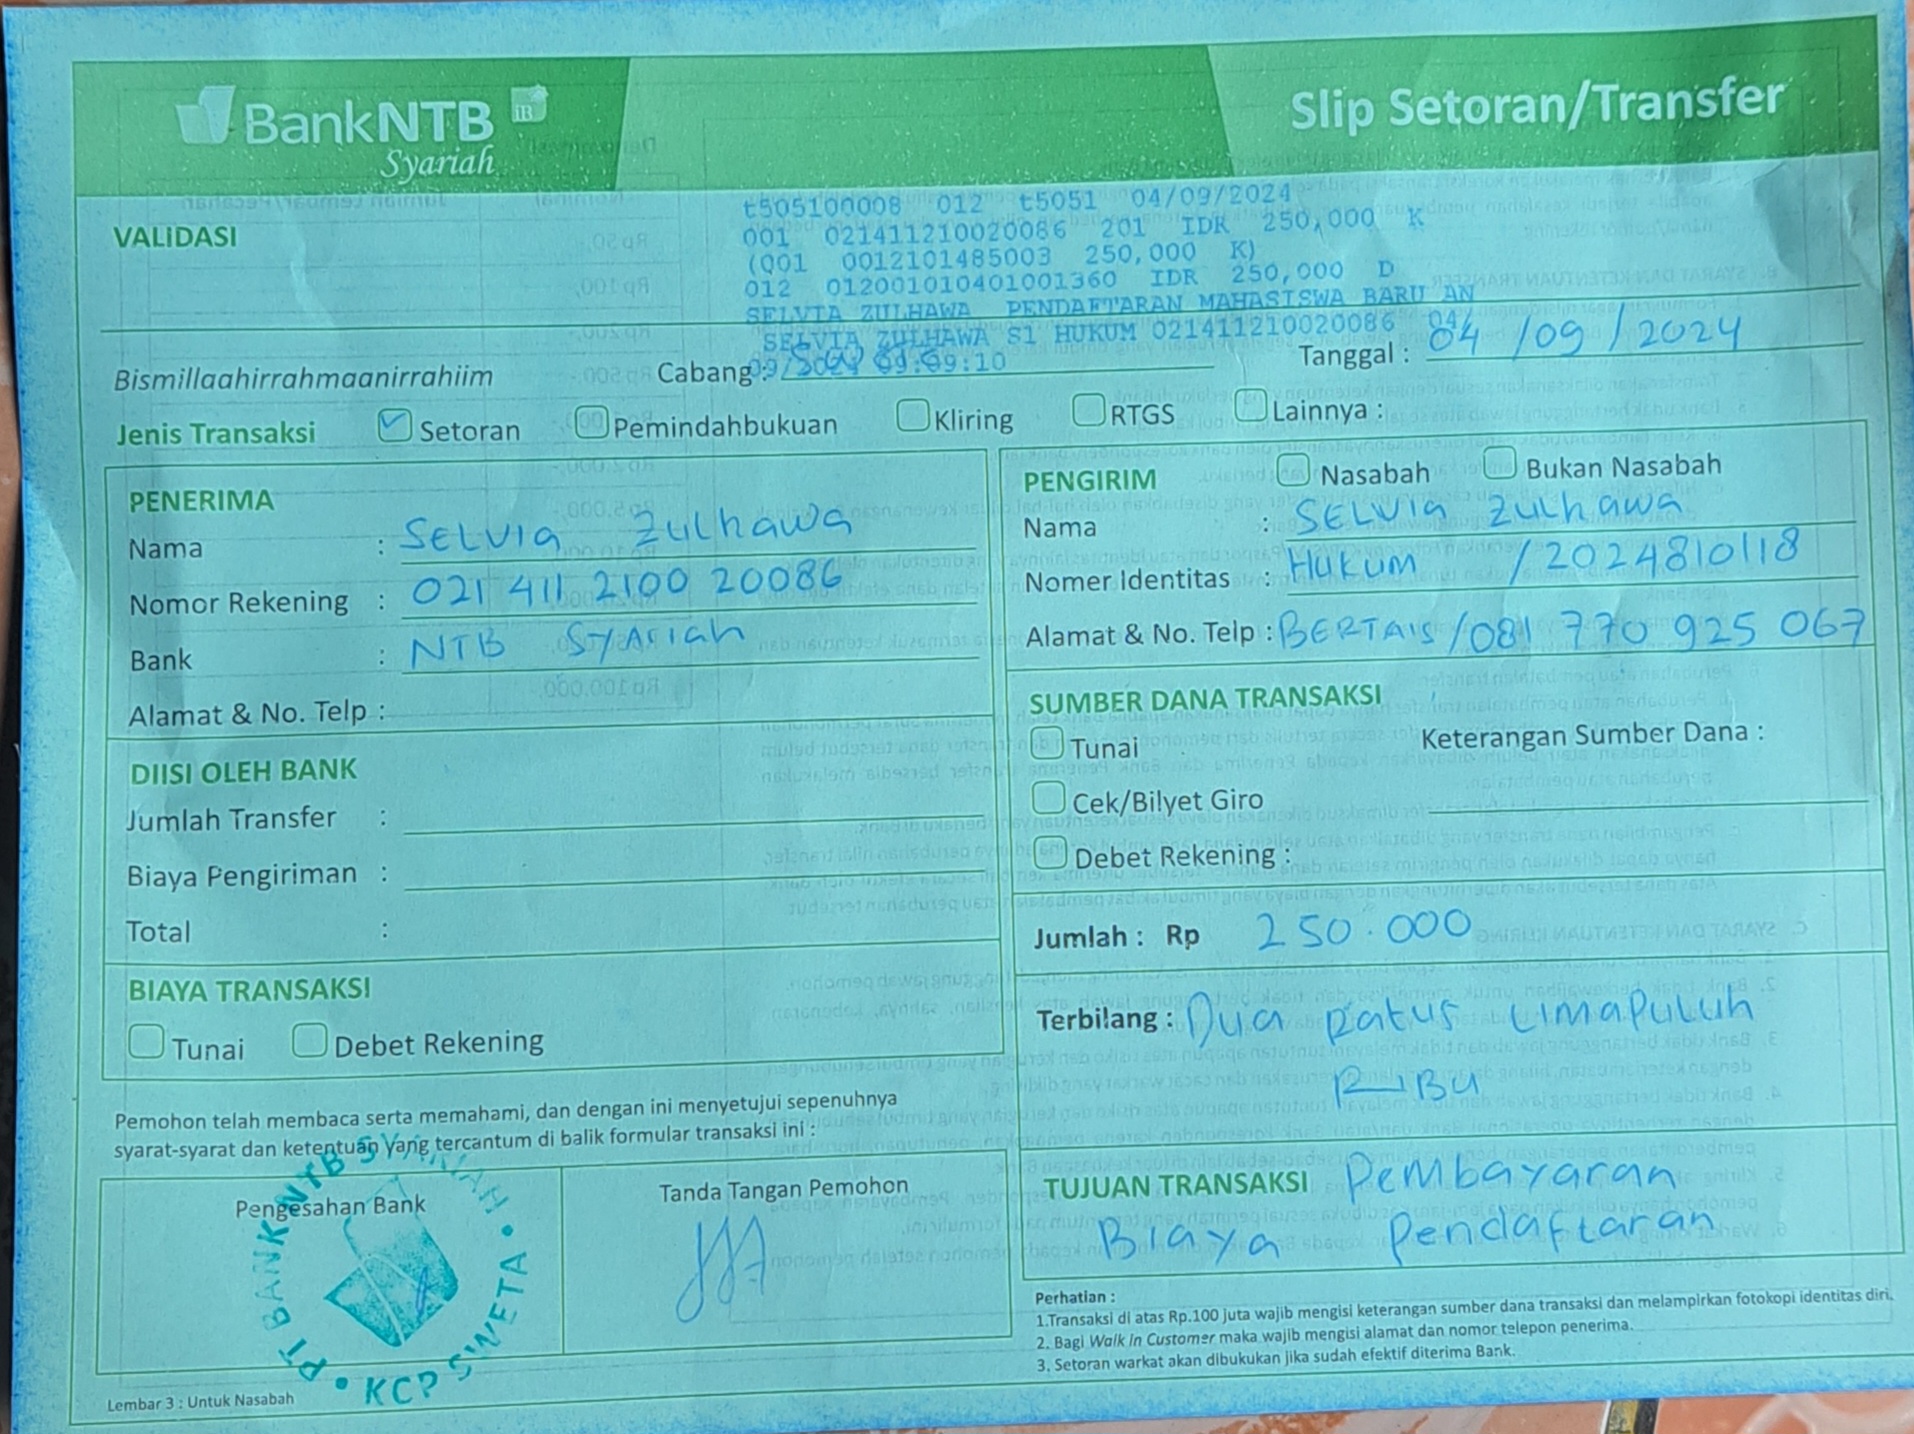 BankNTB Syariah
Slip Setoran/Transfer
VALIDASI
t505100008 012 t5051 04/09/2024
001 021411210020086 201 IDR 250,000 K
(001 0012101485003 250,000 K)
012 012001010401001360 IDR 250,000 D
SELVIA ZULHAWA PENDAFTARAN MAHASISWA BARU AN
SELVIA ZULHAWA S1 HUKUM 021411210020086 04/
09/2024 09:09:10
Bismillaahirrahmaanirrahiim
Cabang :
Tanggal : 04/09/2024
Jenis Transaksi Setoran Pemindahbukuan Kliring RTGS Lainnya :
PENERIMA
Nama : SELVIA ZULHAWA
Nomor Rekening : 021 411 2100 20086
Bank : NTB SYARIAH
Alamat & No. Telp :
DIISI OLEH BANK
Jumlah Transfer :
Biaya Pengiriman :
Total :
BIAYA TRANSAKSI
Tunai Debet Rekening
Pemohon telah membaca serta memahami, dan dengan ini menyetujui sepenuhnya
syarat-syarat dan ketentuan yang tercantum di balik formular transaksi ini :
Pengesahan Bank
PT BANK NTB SYARIAH
KCP SWETA
Tanda Tangan Pemohon
Lembar 3 : Untuk Nasabah
PENGIRIM Nasabah Bukan Nasabah
Nama : SELVIA ZULHAWA
Nomer Identitas : HUKUM / 2024810118
Alamat & No. Telp : BERTAIS/081 770 925 067
SUMBER DANA TRANSAKSI
Tunai
Keterangan Sumber Dana :
Cek/Bilyet Giro
Debet Rekening :
Jumlah : Rp 250.000
Terbilang : Dua Ratus Limapuluh
Ribu
TUJUAN TRANSAKSI Pembayaran
Biaya Pendaftaran
Perhatian :
1.Transaksi di atas Rp.100 juta wajib mengisi keterangan sumber dana transaksi dan melampirkan fotokopi identitas diri.
2. Bagi Walk In Customer maka wajib mengisi alamat dan nomor telepon penerima.
3. Setoran warkat akan dibukukan jika sudah efektif diterima Bank.